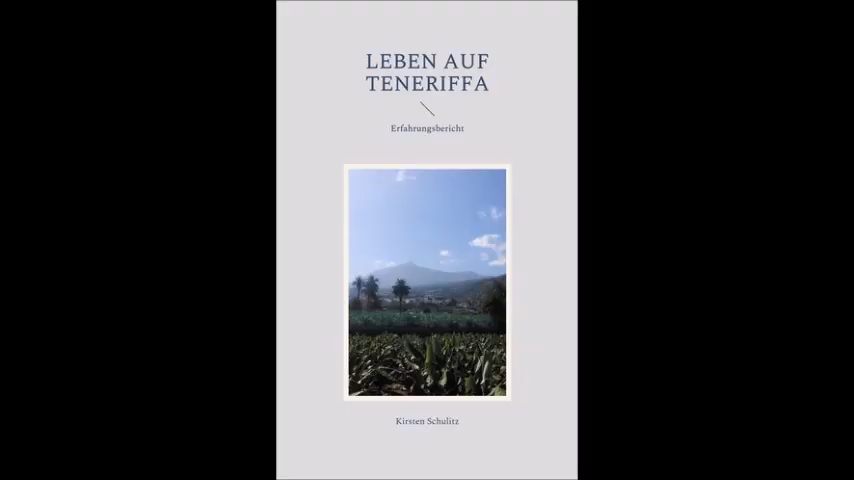 LEBEN AUF
TENERIFFA
Erfahrungsbericht
Kirsten Schulitz